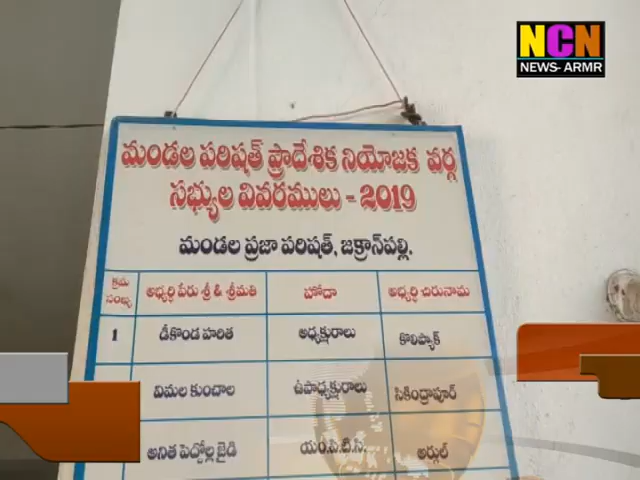 NCN
NEWS- ARMR
మండల పరిషత్ ప్రాదేశిక నియోజక వర్గ
సభ్యుల వివరములు - 2019
మండల ప్రజా పరిషత్, జక్రాన్‌పల్లి.
క్రమ సంఖ్య అభ్యర్థి పేరు శ్రీ & శ్రీమతి హోదా అభ్యర్థి చిరునామ
1 డీకొండ హరిత అధ్యక్షురాలు కొలిప్యాక్
విమల కుంచాల ఉపాధ్యక్షురాలు సికింద్రాపూర్
అనిత పెద్దోల్ల జైడి యం.పి.టి.సి. అర్గుల్